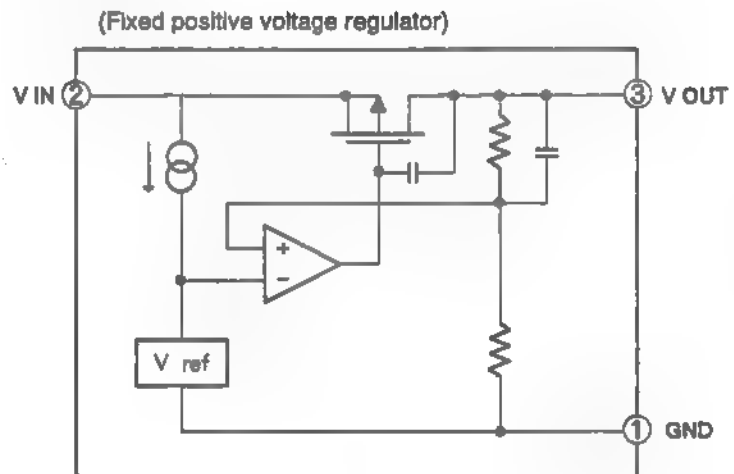 (Fixed positive voltage regulator)
V IN ② ③ V OUT
+
−
V ref
① GND